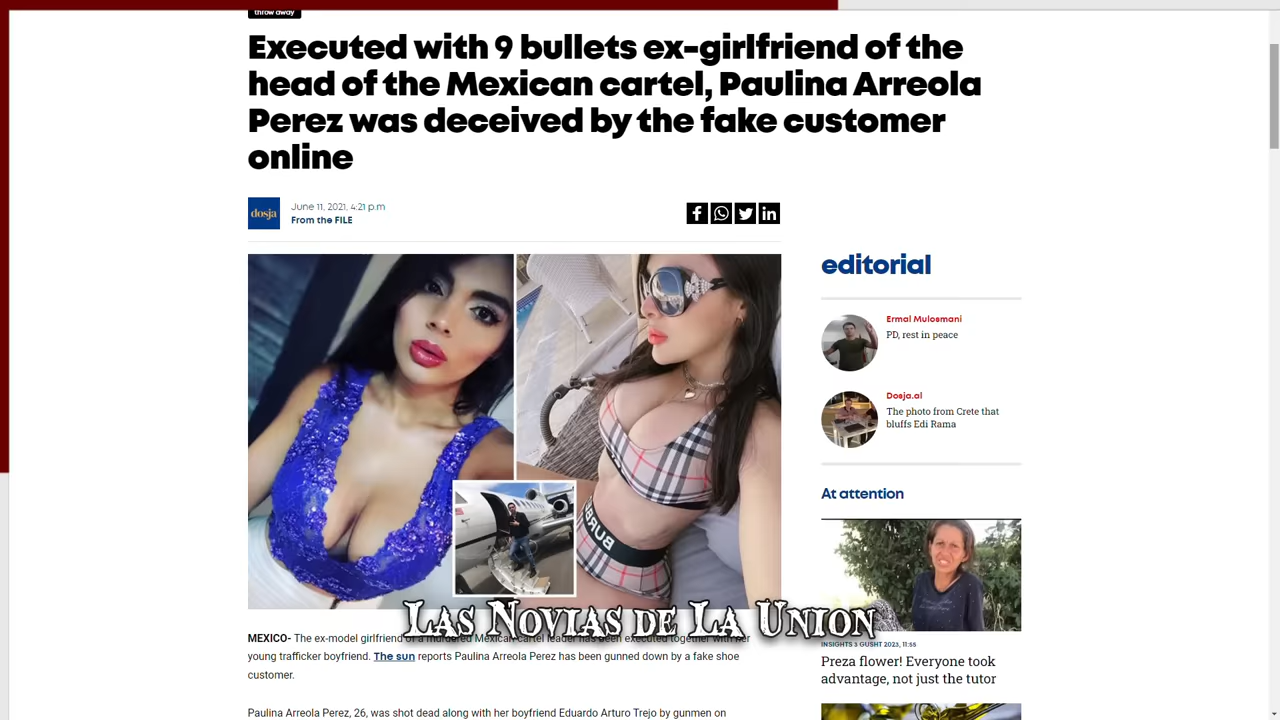 throw away
Executed with 9 bullets ex-girlfriend of the
head of the Mexican cartel, Paulina Arreola
Perez was deceived by the fake customer
online
dosja
June 11, 2021, 4:21 p.m
From the FILE
editorial
Ermal Mulosmani
PD, rest in peace
Dosja.al
The photo from Crete that
bluffs Edi Rama
At attention
BURB
LAS NOVIAS DE LA UNION
MEXICO- The ex-model girlfriend of a murdered Mexican cartel leader has been executed together with her
young trafficker boyfriend. The sun reports Paulina Arreola Perez has been gunned down by a fake shoe
customer.
Paulina Arreola Perez, 26, was shot dead along with her boyfriend Eduardo Arturo Trejo by gunmen on
INSIGHTS 3 GUSHT 2023, 11:55
Preza flower! Everyone took
advantage, not just the tutor